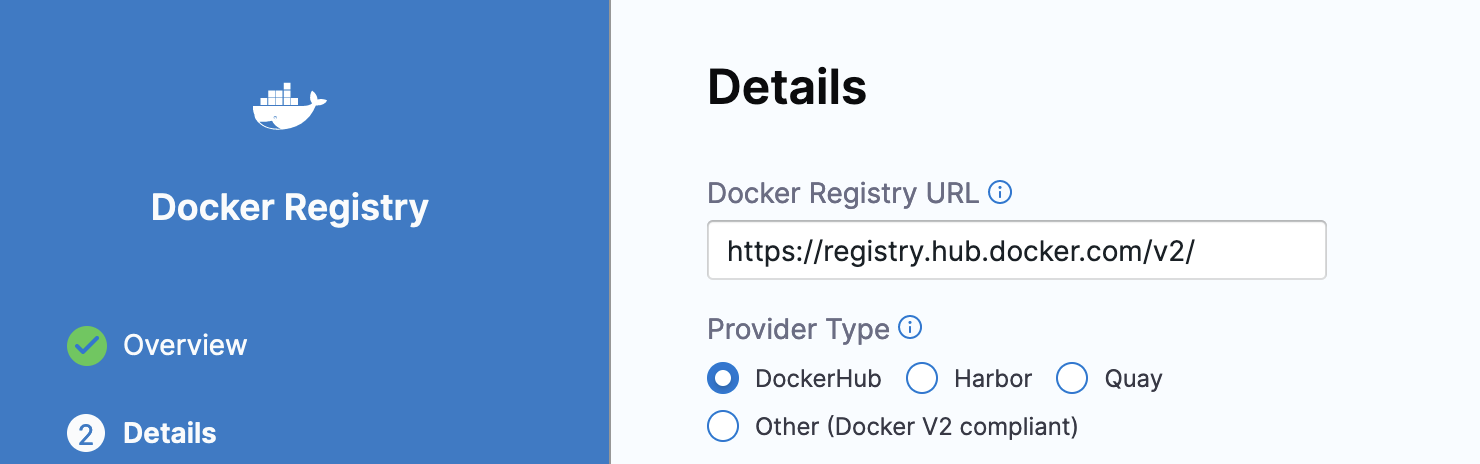 Docker Registry
Overview
2 Details
Details
Docker Registry URL
https://registry.hub.docker.com/v2/
Provider Type
DockerHub Harbor Quay
Other (Docker V2 compliant)